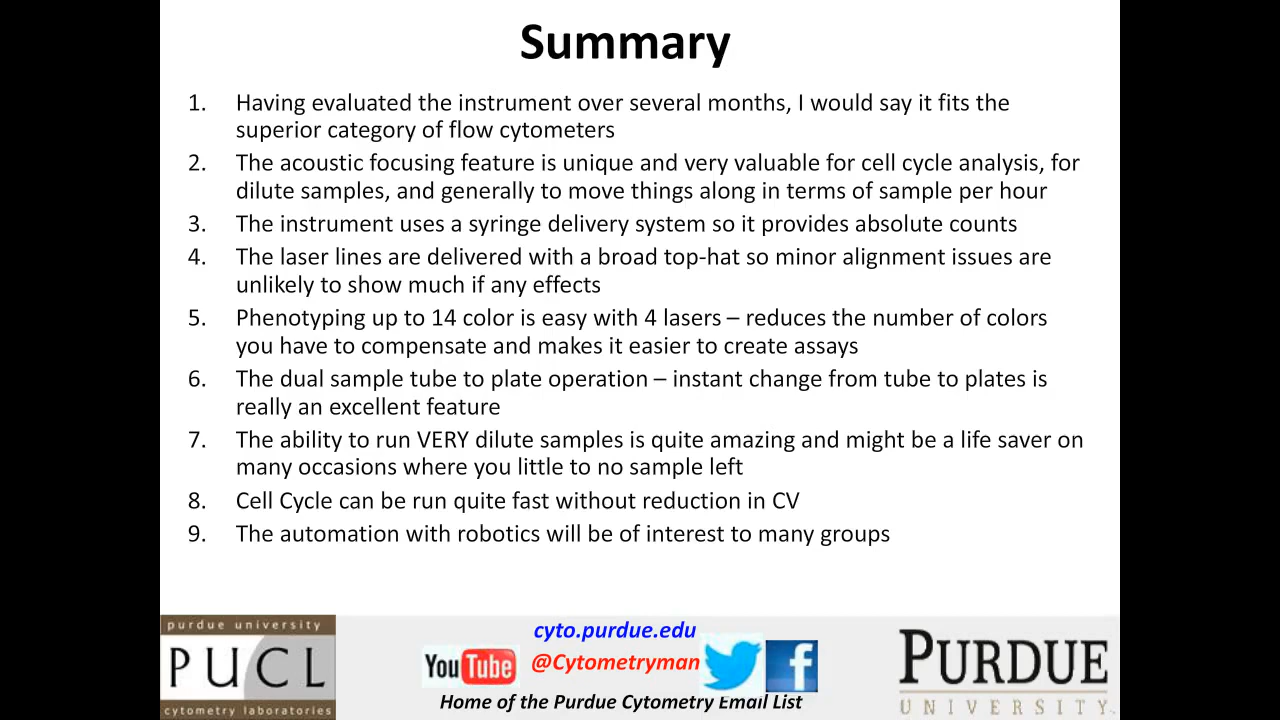 Summary
1. Having evaluated the instrument over several months, I would say it fits the
superior category of flow cytometers
2. The acoustic focusing feature is unique and very valuable for cell cycle analysis, for
dilute samples, and generally to move things along in terms of sample per hour
3. The instrument uses a syringe delivery system so it provides absolute counts
4. The laser lines are delivered with a broad top-hat so minor alignment issues are
unlikely to show much if any effects
5. Phenotyping up to 14 color is easy with 4 lasers – reduces the number of colors
you have to compensate and makes it easier to create assays
6. The dual sample tube to plate operation – instant change from tube to plates is
really an excellent feature
7. The ability to run VERY dilute samples is quite amazing and might be a life saver on
many occasions where you little to no sample left
8. Cell Cycle can be run quite fast without reduction in CV
9. The automation with robotics will be of interest to many groups
purdue university
PUCL
cytometry laboratories
cyto.purdue.edu
YouTube @Cytometryman f
Home of the Purdue Cytometry Email List
PURDUE
UNIVERSITY